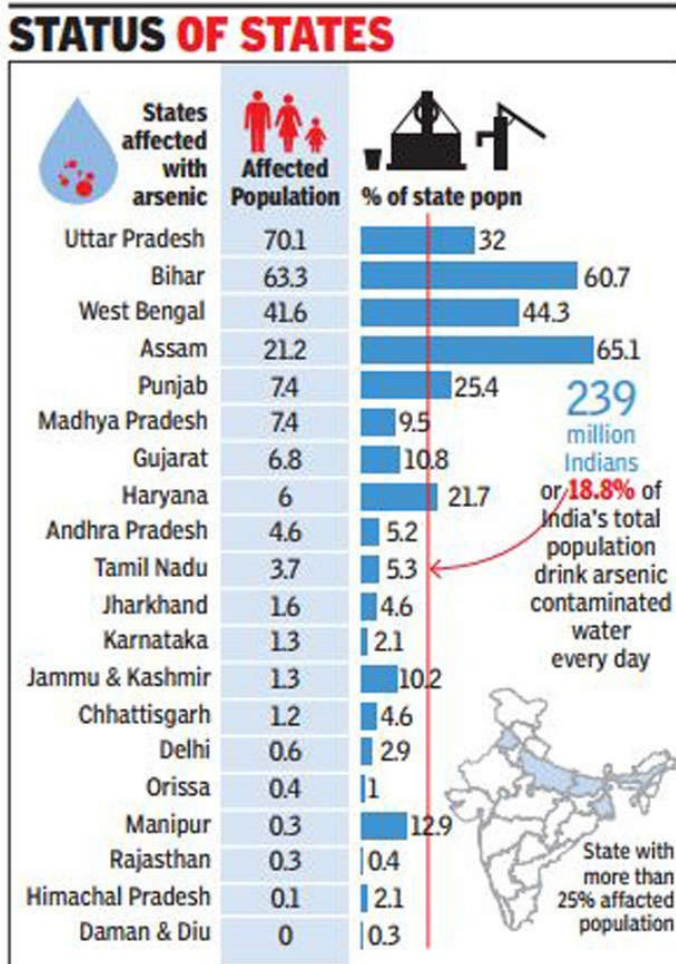 STATUS OF STATES
States
affected
with
arsenic
Affected
Population
% of state popn
Uttar Pradesh 70.1 32
Bihar 63.3 60.7
West Bengal 41.6 44.3
Assam 21.2 65.1
Punjab 7.4 25.4
Madhya Pradesh 7.4 9.5
Gujarat 6.8 10.8
Haryana 6 21.7
Andhra Pradesh 4.6 5.2
Tamil Nadu 3.7 5.3
Jharkhand 1.6 4.6
Karnataka 1.3 2.1
Jammu & Kashmir 1.3 10.2
Chhattisgarh 1.2 4.6
Delhi 0.6 2.9
Orissa 0.4 1
Manipur 0.3 12.9
Rajasthan 0.3 0.4
Himachal Pradesh 0.1 2.1
Daman & Diu 0 0.3
239
million
Indians
or 18.8% of
India's total
population
drink arsenic
contaminated
water
every day
State with
more than
25% affacted
population